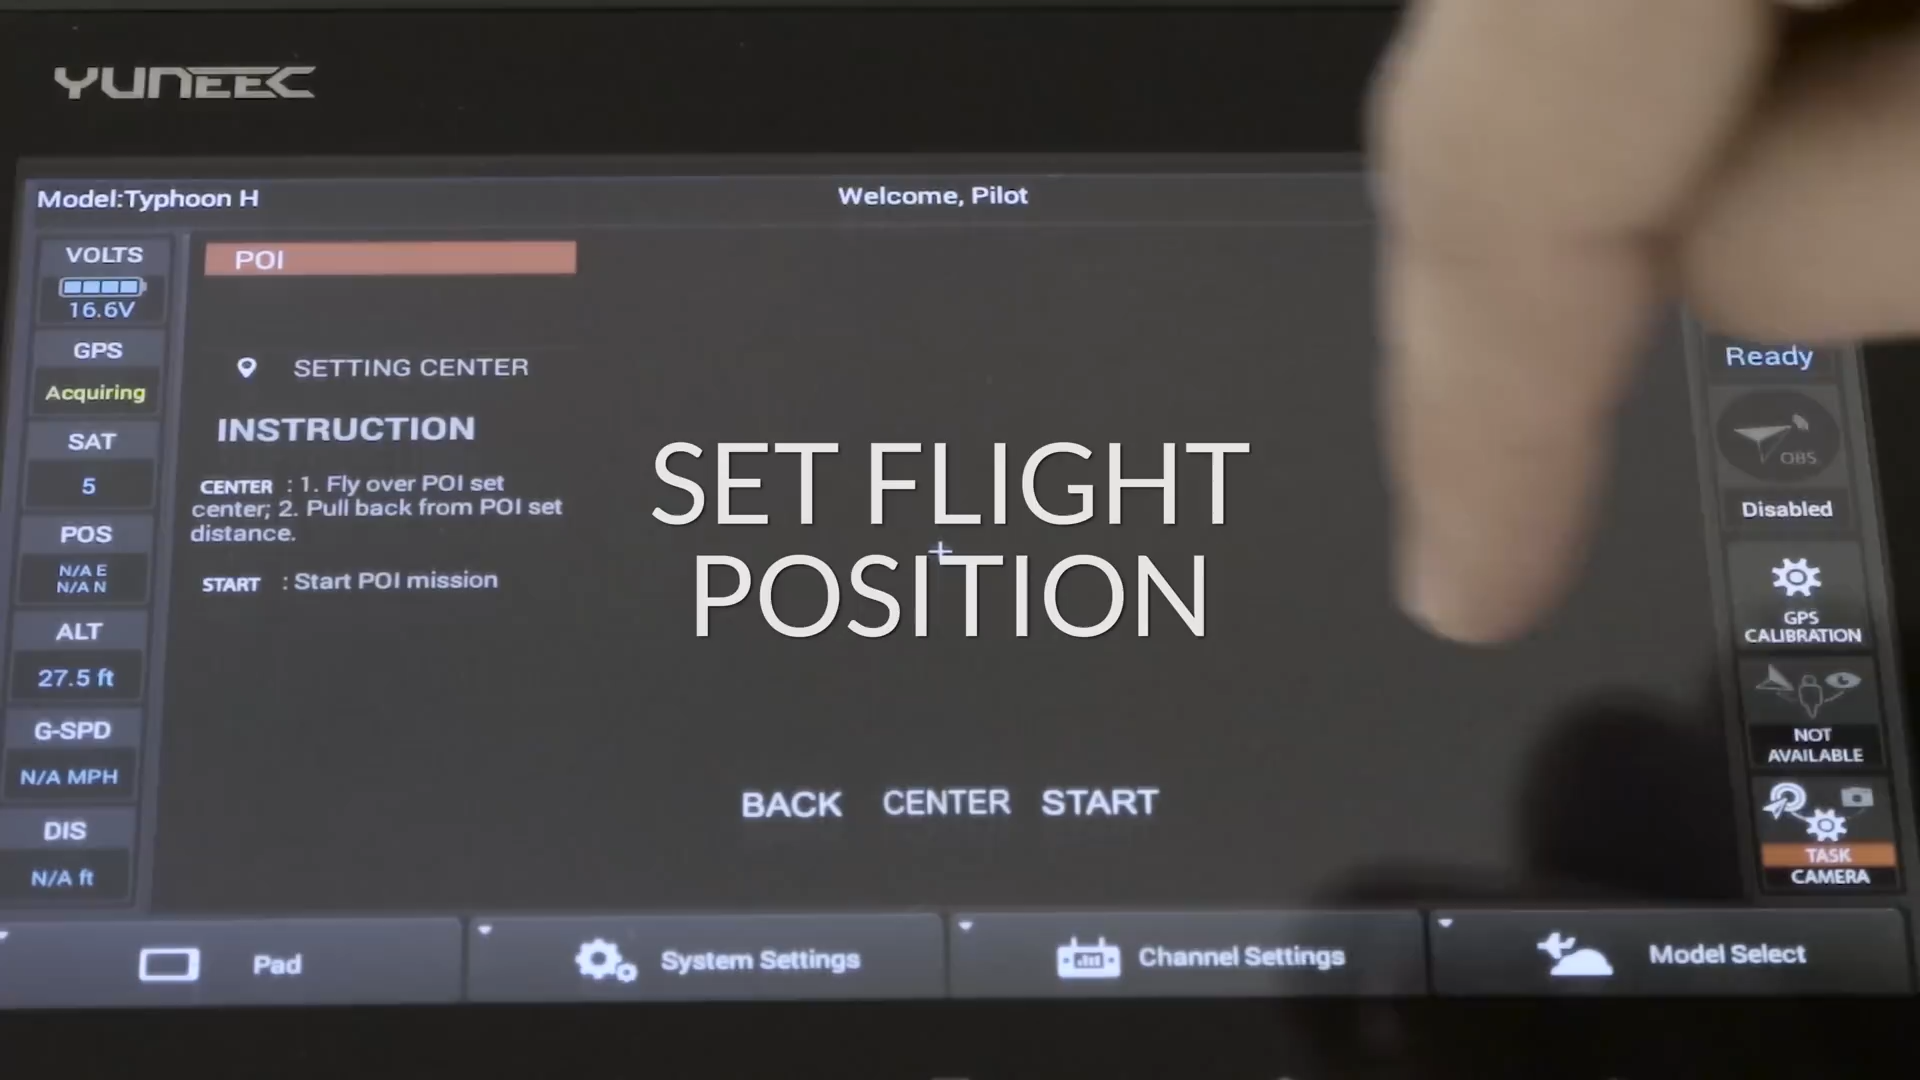 YUNEEC
Model:Typhoon H
Welcome, Pilot
VOLTS
16.6V
GPS
Acquiring
SAT
5
POS
N/A E
N/A N
ALT
27.5 ft
G-SPD
N/A MPH
DIS
N/A ft
POI
SETTING CENTER
INSTRUCTION
CENTER : 1. Fly over POI set
center; 2. Pull back from POI set
distance.
START : Start POI mission
SET FLIGHT
POSITION
BACK CENTER START
Ready
OBS
Disabled
GPS
CALIBRATION
NOT
AVAILABLE
TASK
CAMERA
Pad
System Settings
Channel Settings
Model Select